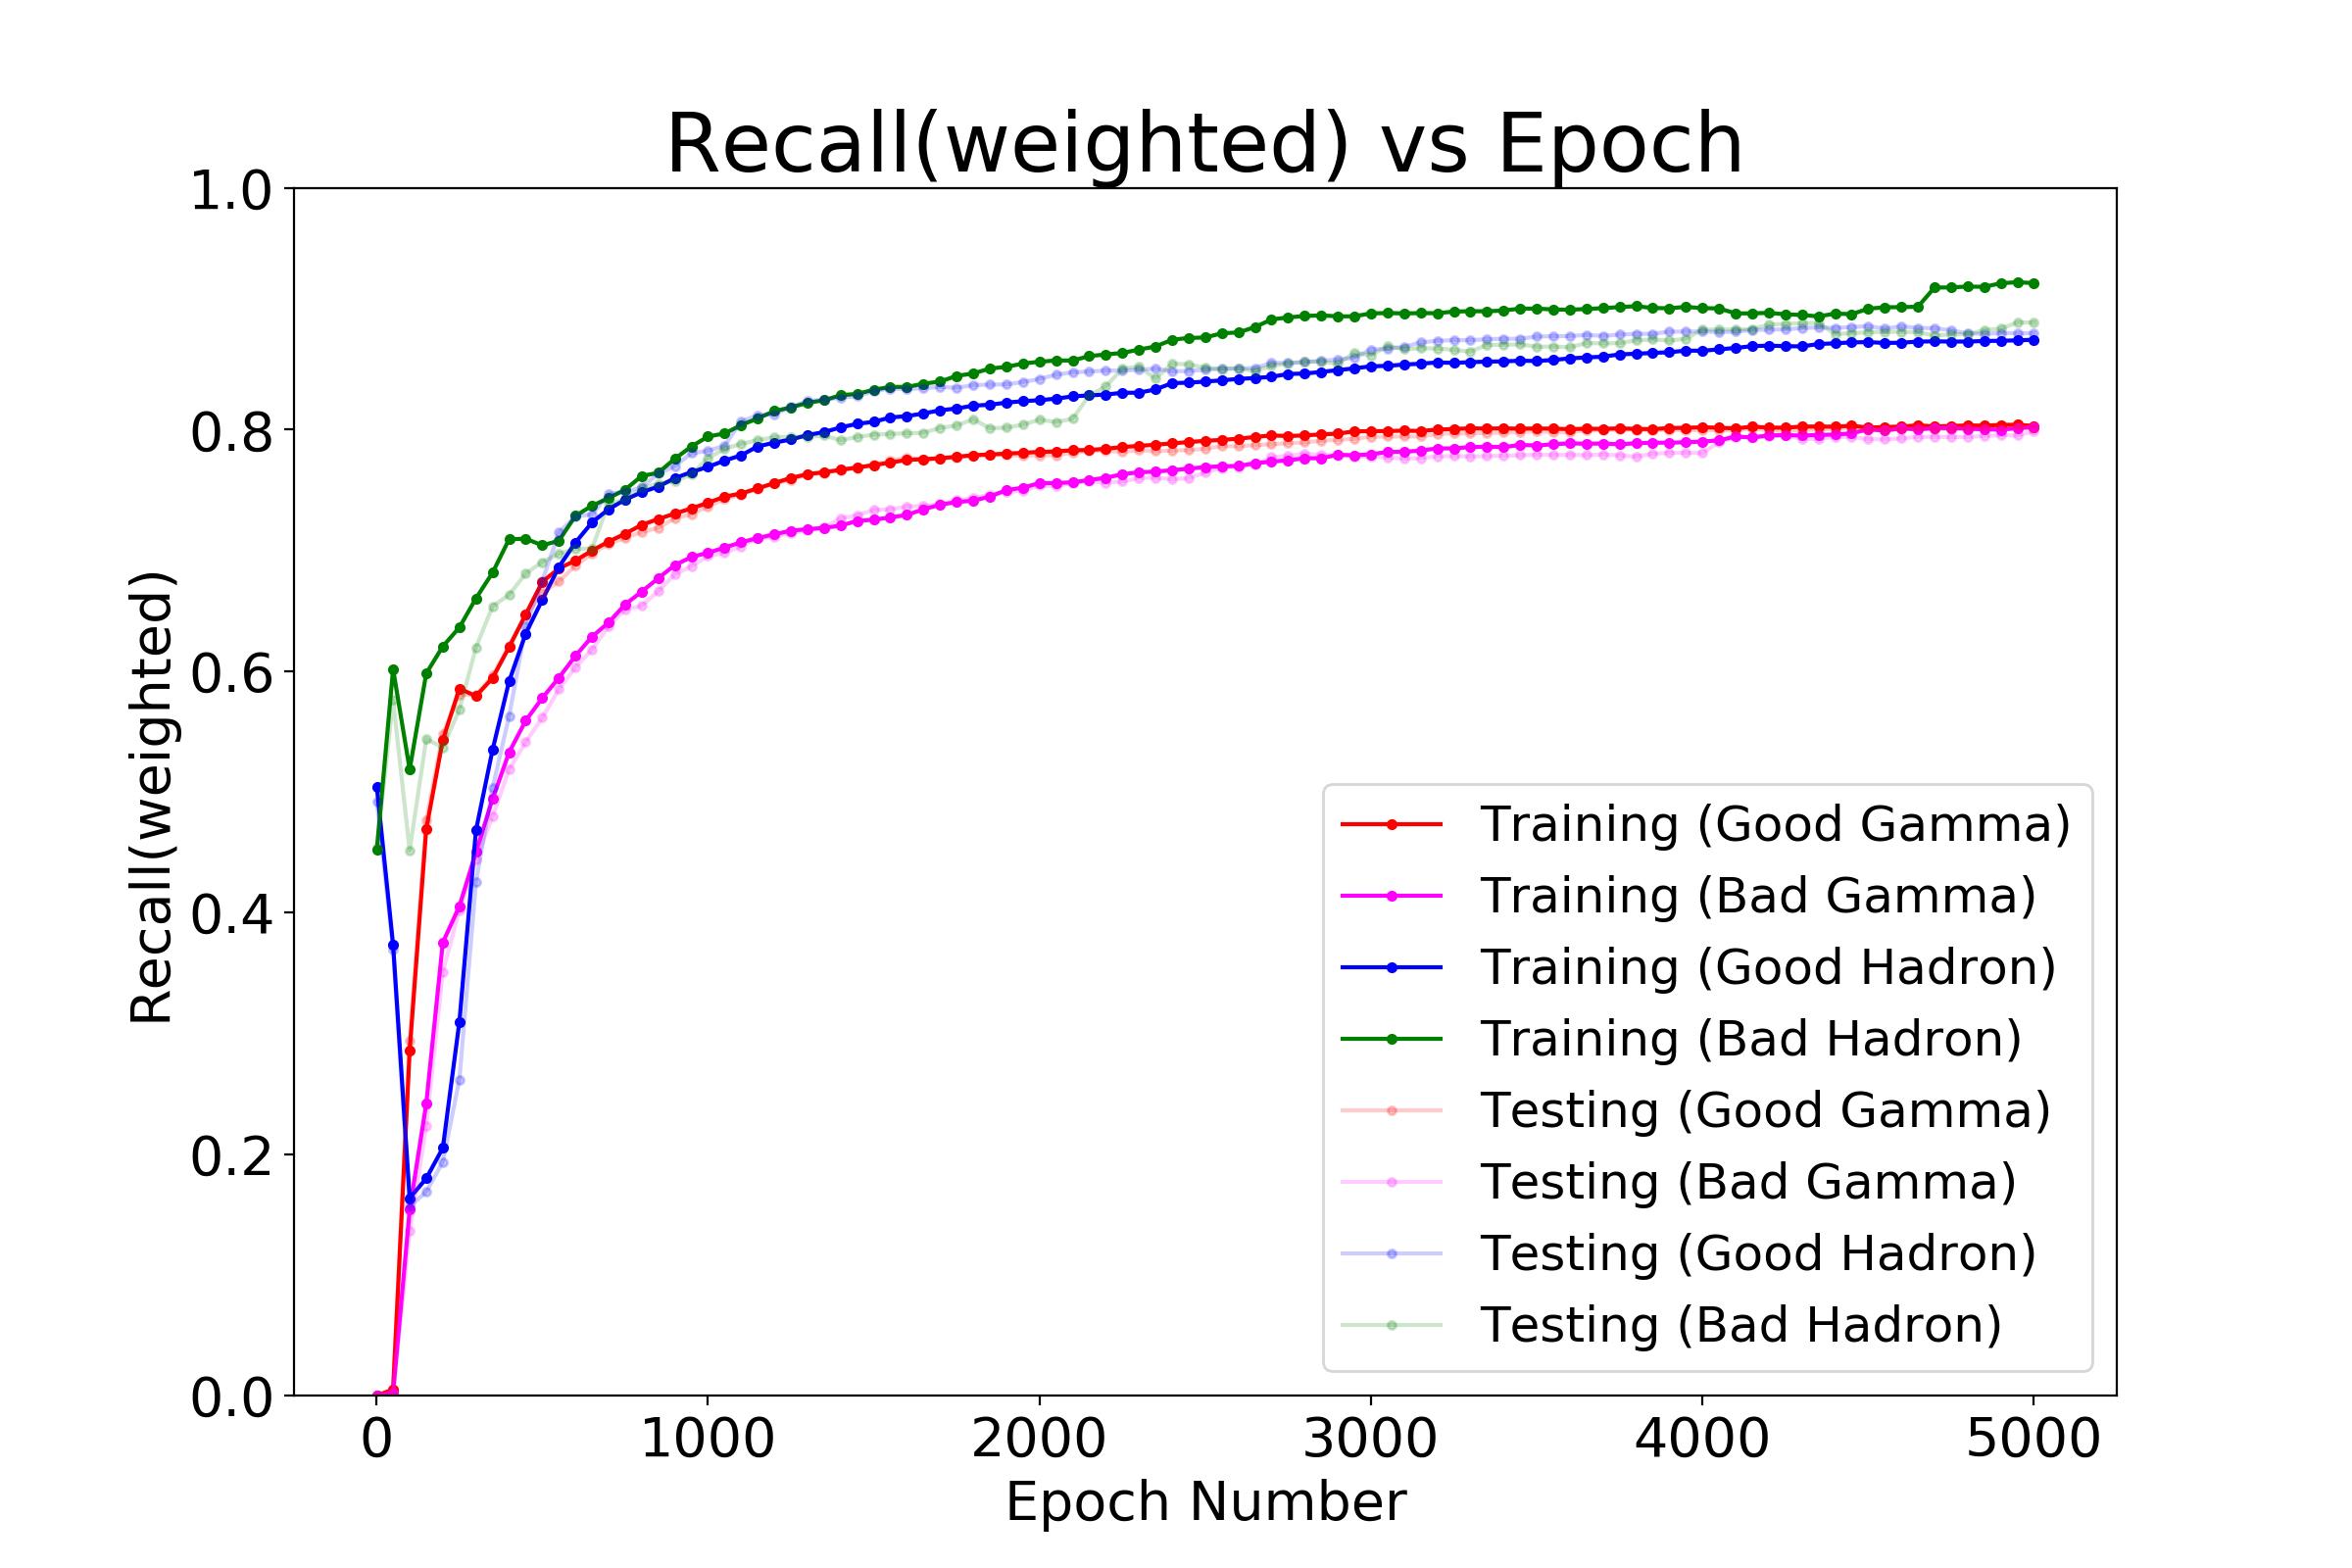 Recall(weighted) vs Epoch
1.0
0.8
0.6
0.4
0.2
0.0
Recall(weighted)
0 1000 2000 3000 4000 5000
Epoch Number
Training (Good Gamma)
Training (Bad Gamma)
Training (Good Hadron)
Training (Bad Hadron)
Testing (Good Gamma)
Testing (Bad Gamma)
Testing (Good Hadron)
Testing (Bad Hadron)